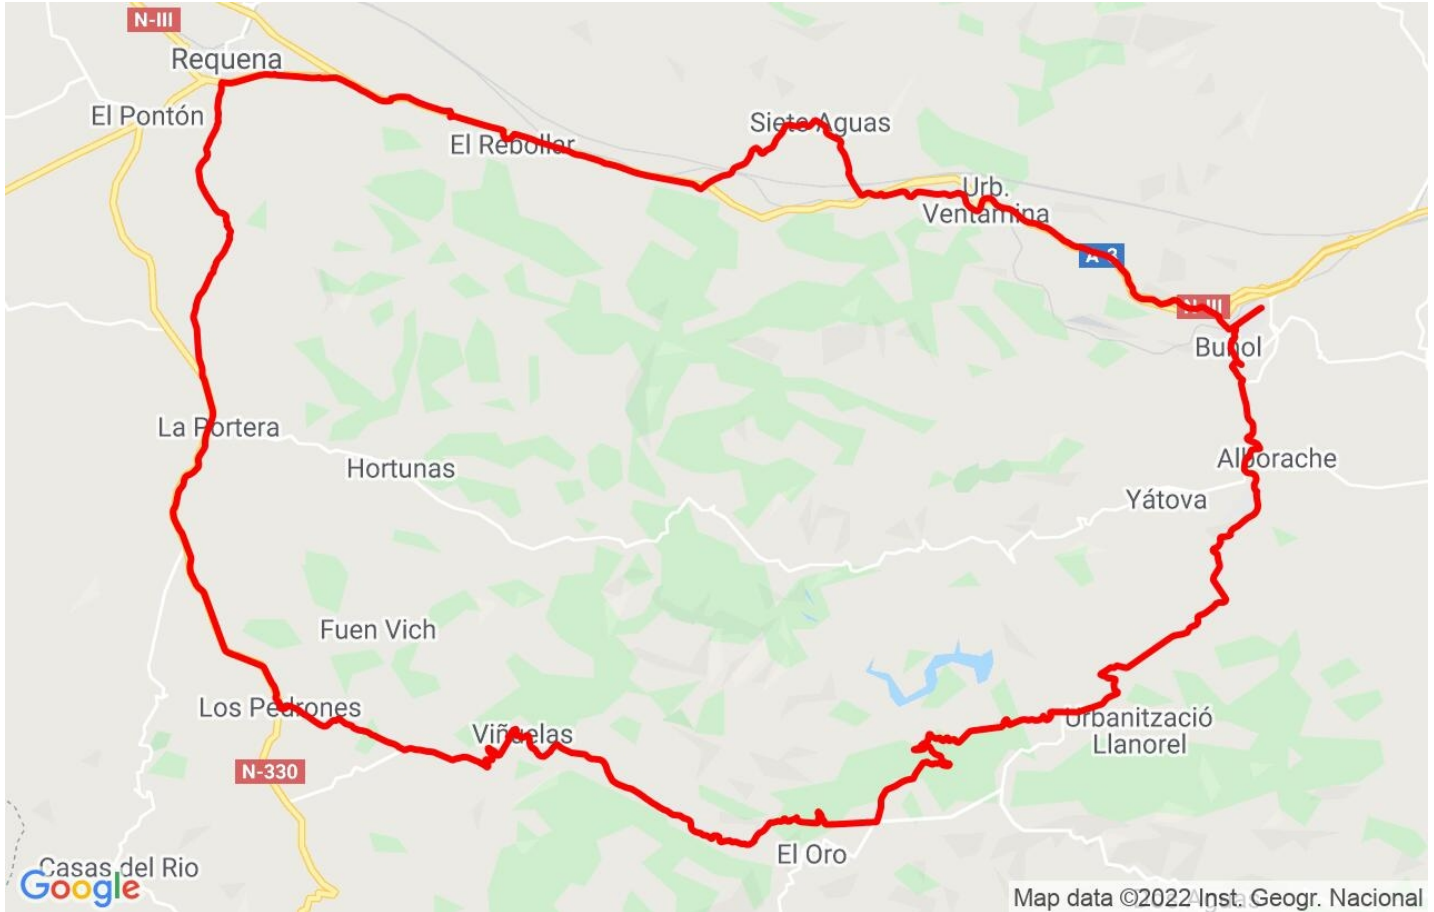 N-III
Requena
El Pontón
El Rebollar
Siete Aguas
Urb.
Ventamina
A-3
N-III
Buñol
La Portera
Hortunas
Alborache
Yátova
Fuen Vich
Los Pedrones
Viñuelas
Urbanització
Llanorel
N-330
El Oro
Casas del Rio
Google
Map data ©2022 Inst. Geogr. Nacional